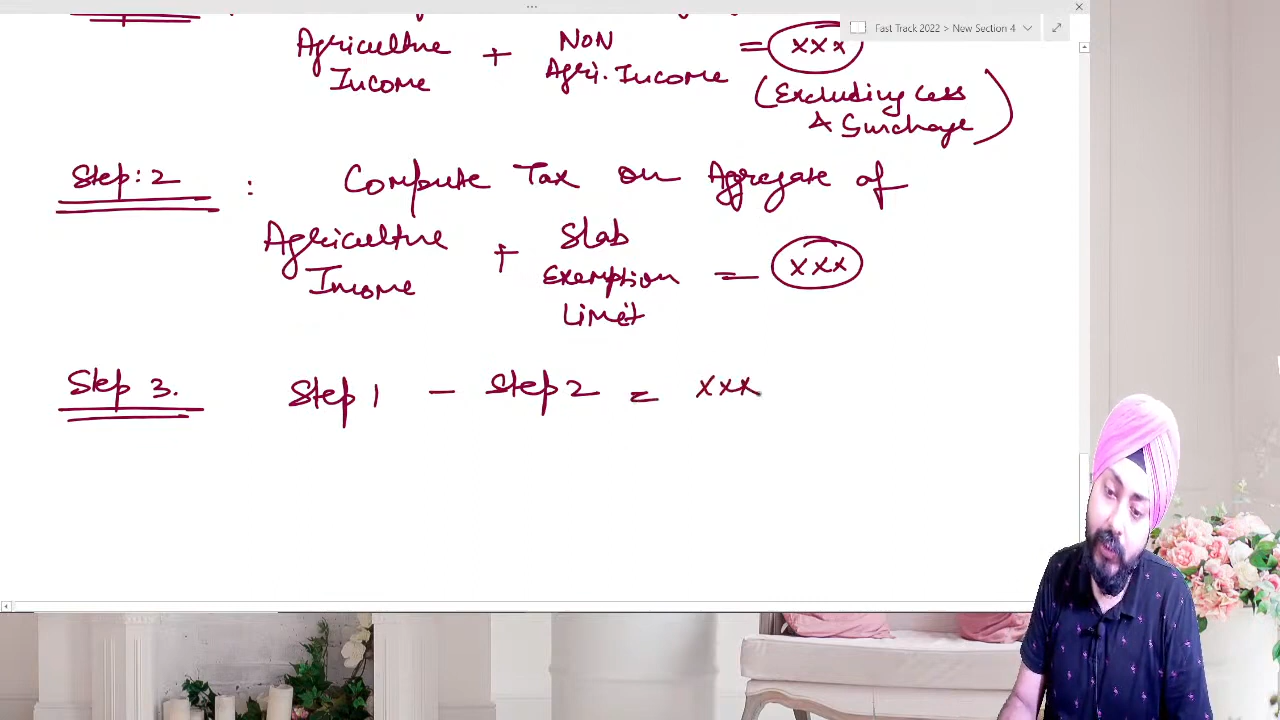 Fast Track 2022 > New Section 4
Agriculture + NON = xxx
Income Agri. Income
(Excluding Cess
& Surcharge)
Step: 2 : Compute Tax on Aggregate of
Agriculture + Slab
Income Exemption = xxx
Limit
Step 3. Step 1 - Step 2 = xxx